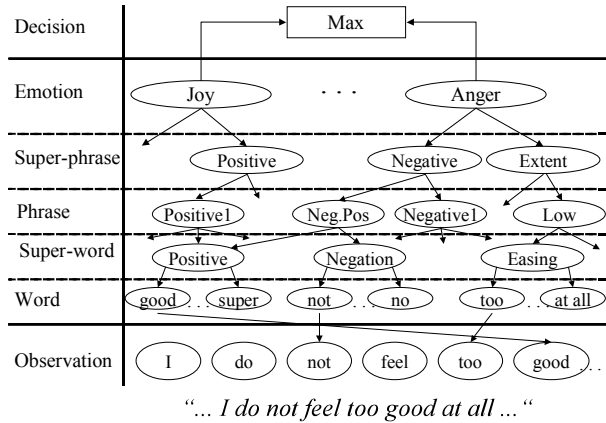 Decision Max
Emotion Joy . . . Anger
Super-phrase Positive Negative Extent
Phrase Positive1 Neg.Pos Negative1 Low
Super-word Positive Negation Easing
Word good . . . super not . . . no too . . . at all . . .
Observation I do not feel too good . . .
“... I do not feel too good at all ...“